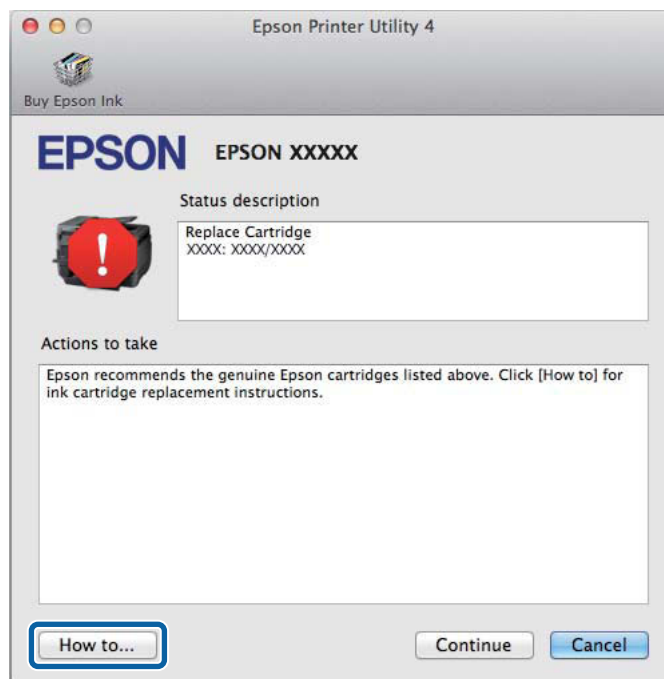 Epson Printer Utility 4
Buy Epson Ink
EPSON EPSON XXXXX
Status description
Replace Cartridge
XXXX: XXXX/XXXX
!
Actions to take
Epson recommends the genuine Epson cartridges listed above. Click [How to] for
ink cartridge replacement instructions.
How to...
Continue
Cancel